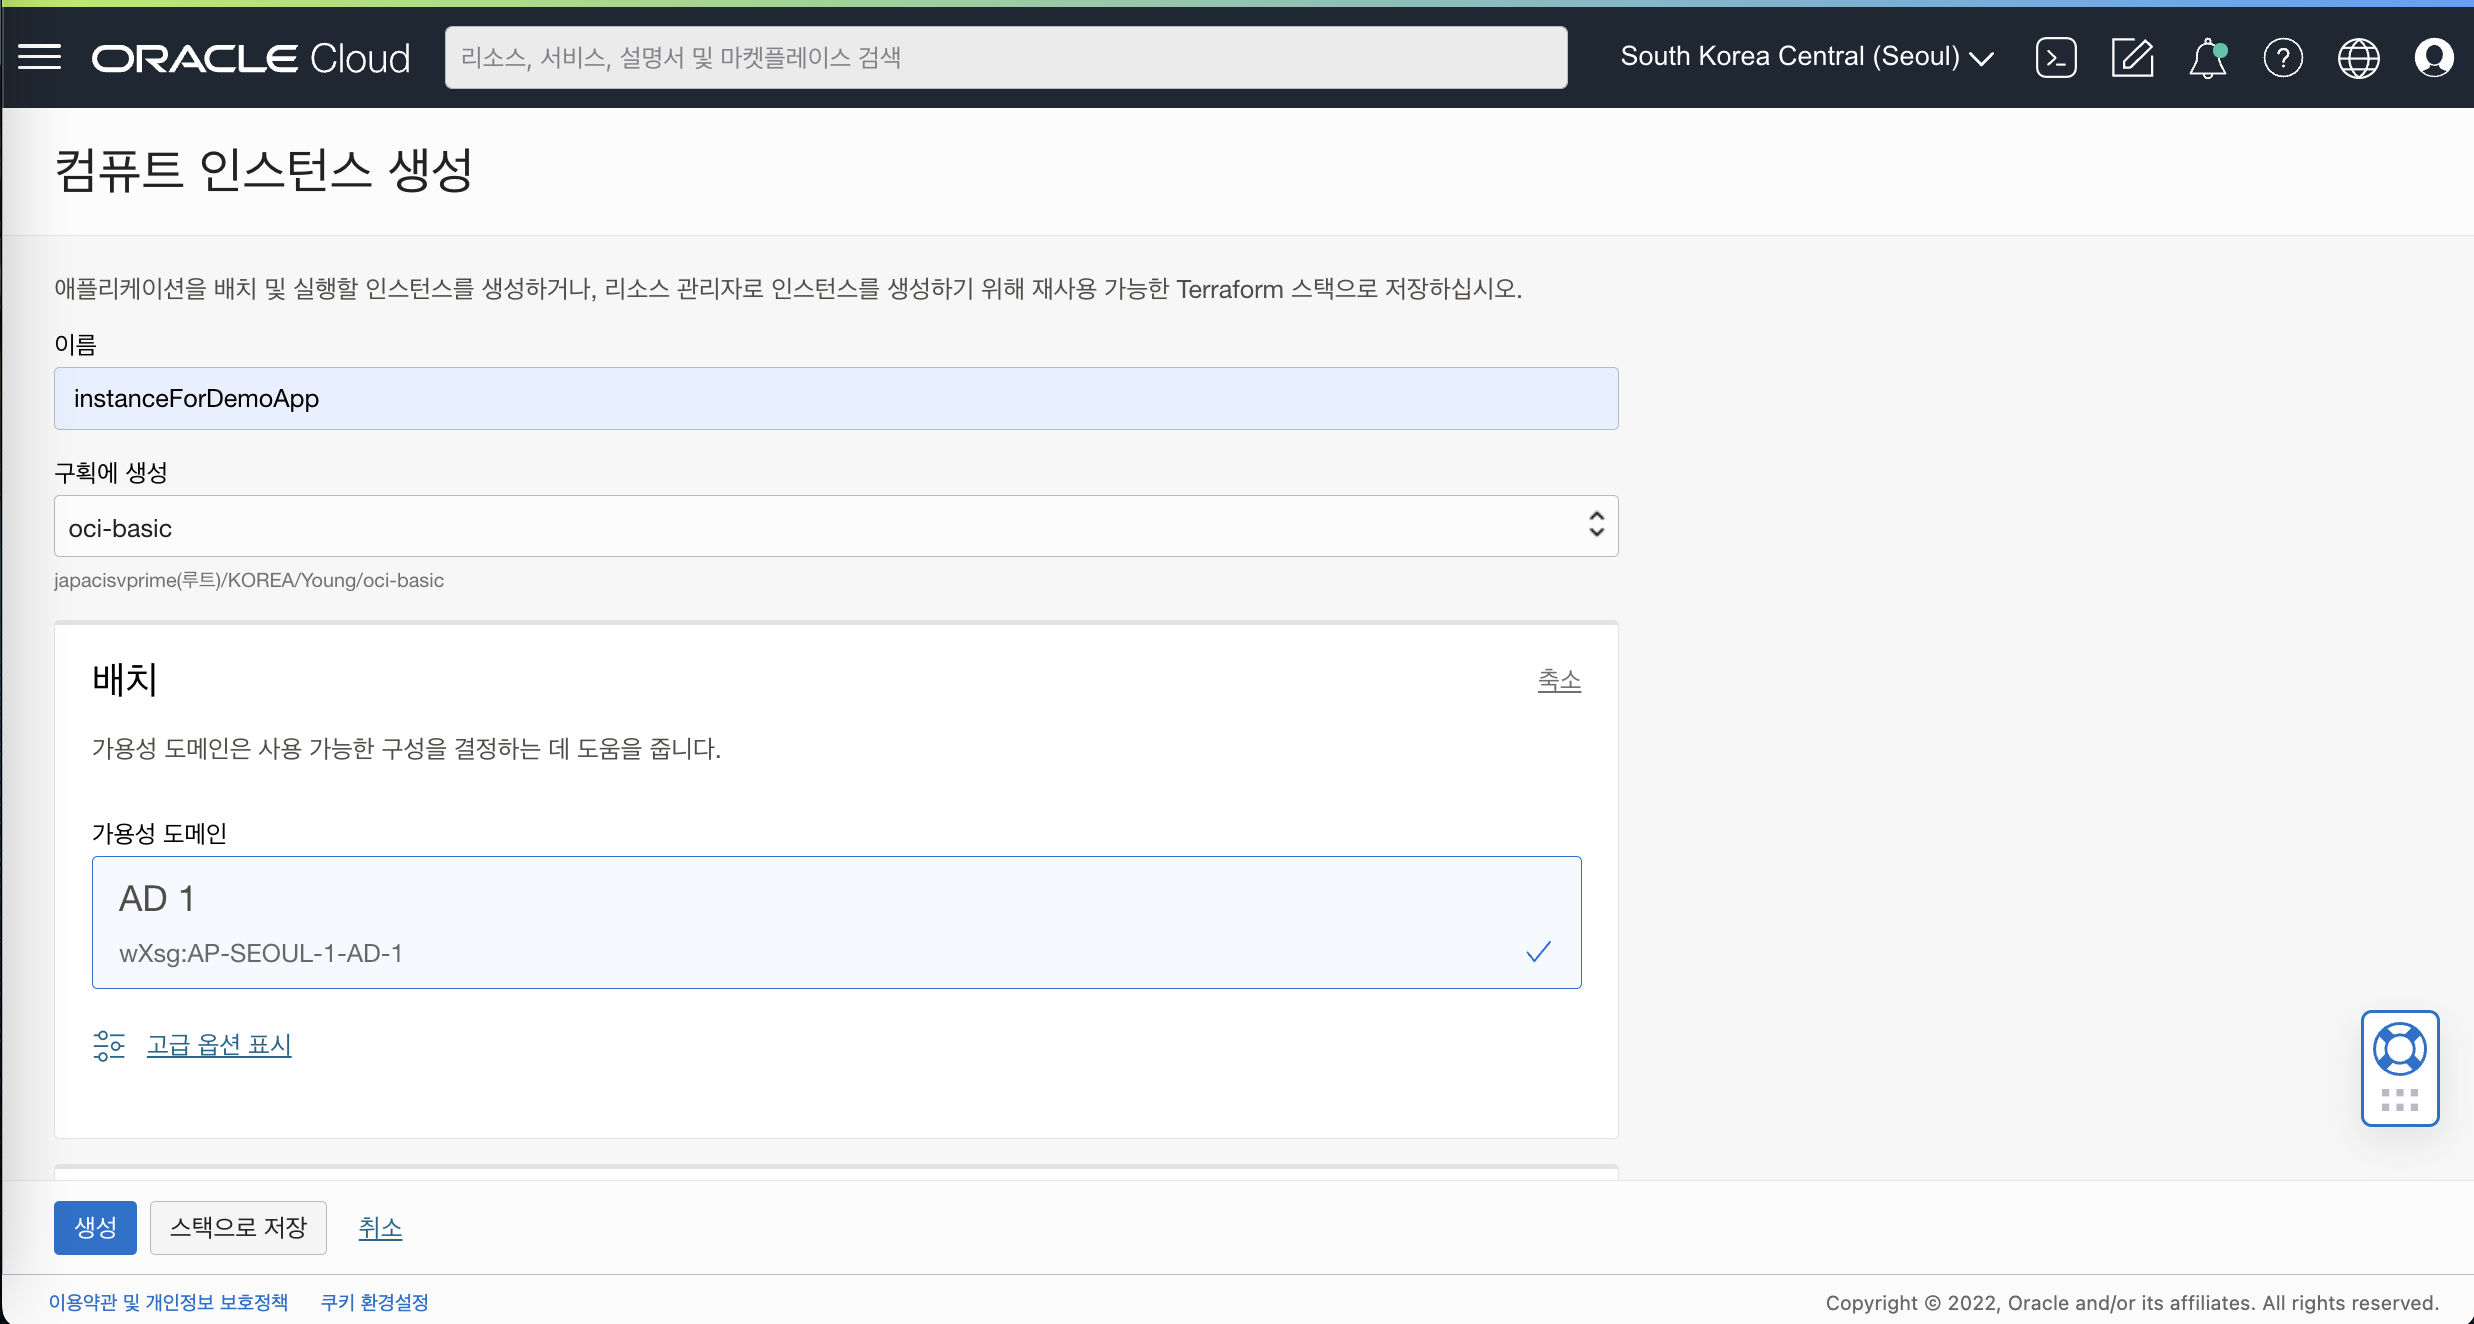 ORACLE Cloud
리소스, 서비스, 설명서 및 마켓플레이스 검색
South Korea Central (Seoul)
컴퓨트 인스턴스 생성
애플리케이션을 배치 및 실행할 인스턴스를 생성하거나, 리소스 관리자로 인스턴스를 생성하기 위해 재사용 가능한 Terraform 스택으로 저장하십시오.
이름
instanceForDemoApp
구획에 생성
oci-basic
japacisvprime(루트)/KOREA/Young/oci-basic
배치
축소
가용성 도메인은 사용 가능한 구성을 결정하는 데 도움을 줍니다.
가용성 도메인
AD 1
wXsg:AP-SEOUL-1-AD-1
고급 옵션 표시
생성
스택으로 저장
취소
이용약관 및 개인정보 보호정책
쿠키 환경설정
Copyright © 2022, Oracle and/or its affiliates. All rights reserved.